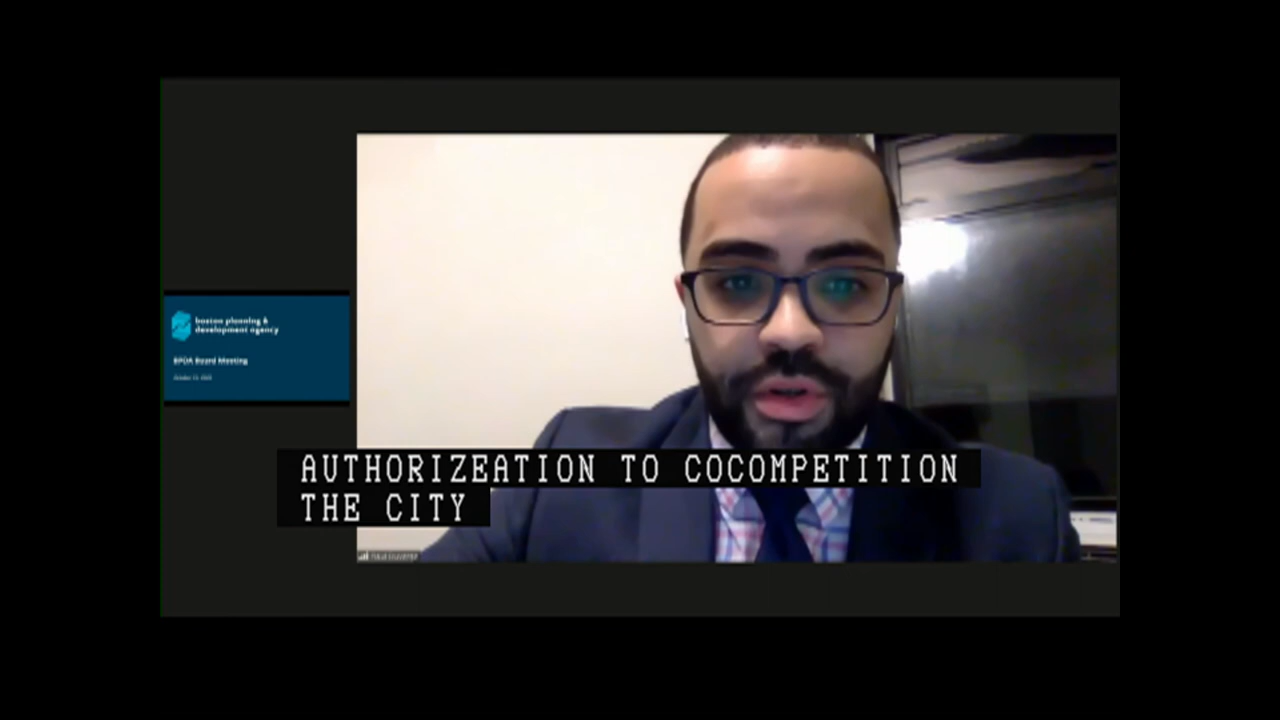 boston planning &
development agency
BPDA Board Meeting
AUTHORIZEATION TO COCOMPETITION
THE CITY